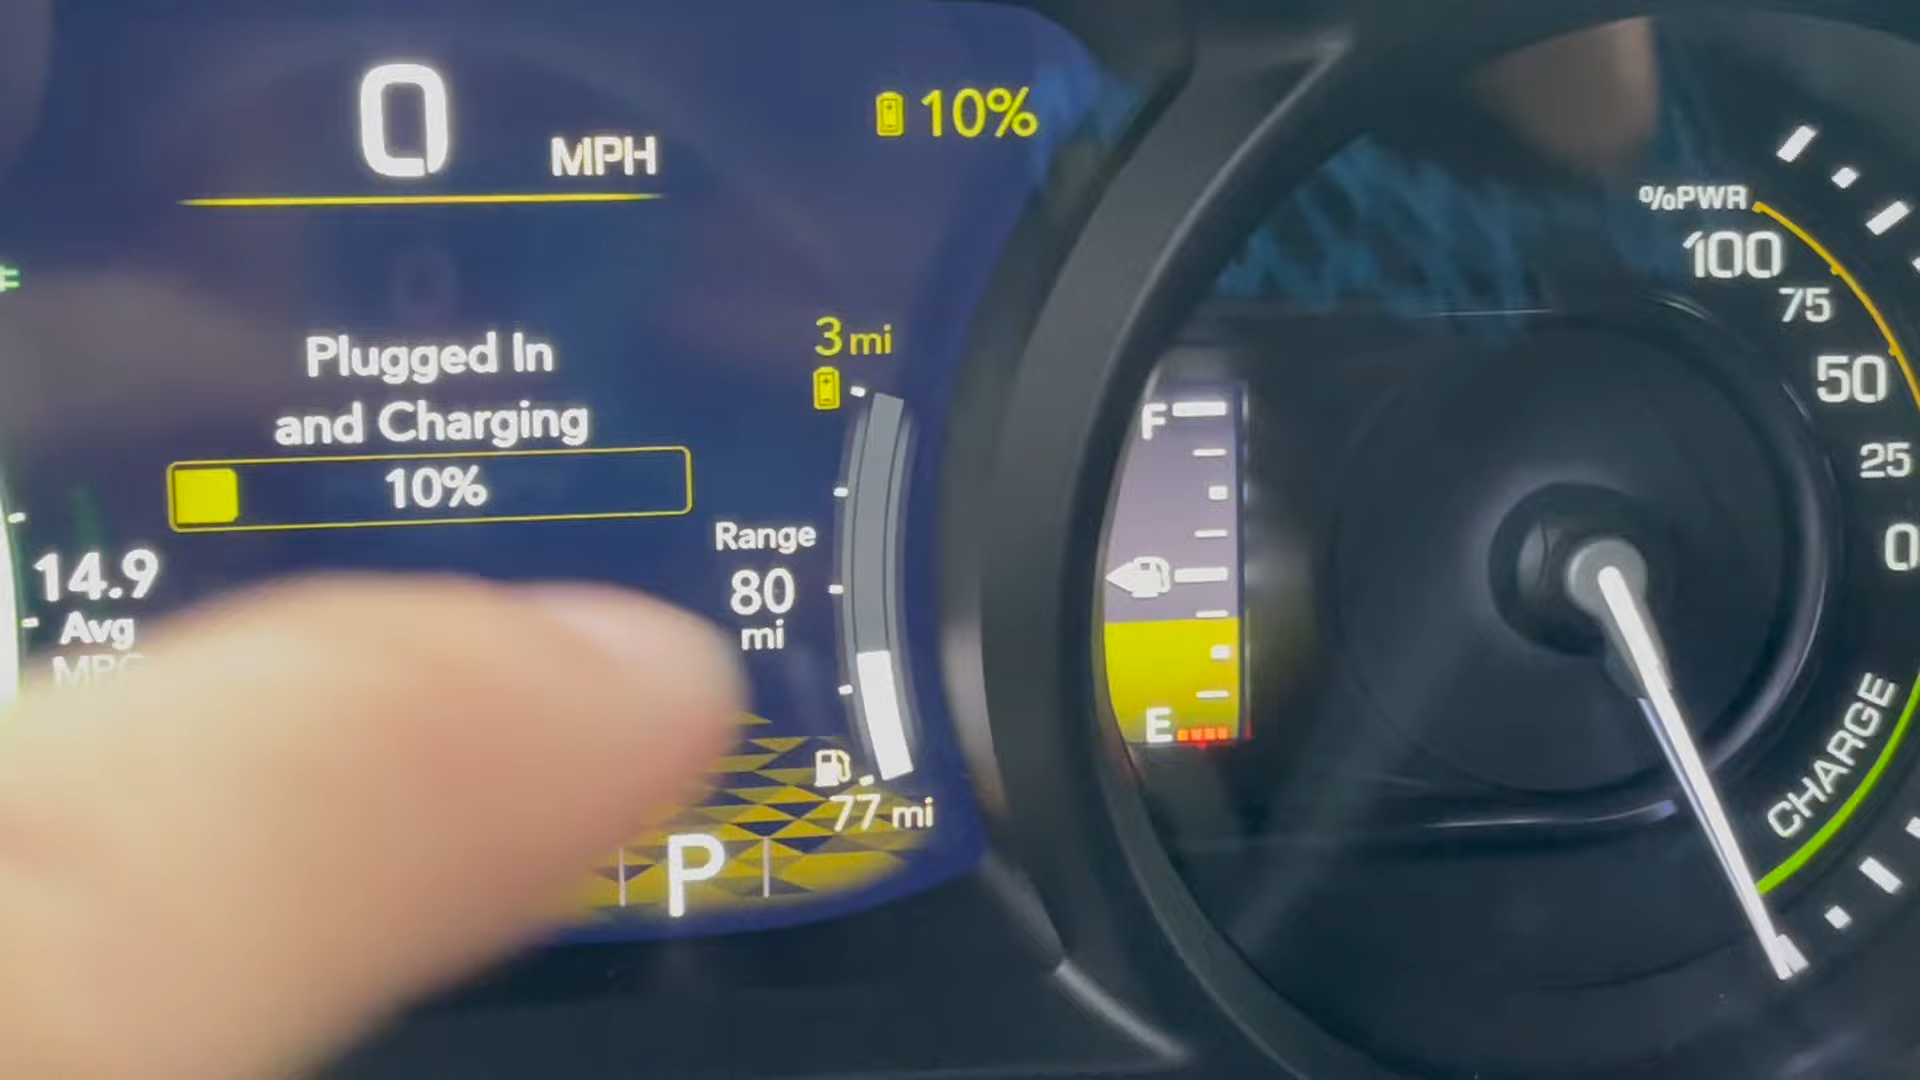 0 MPH
10%
Plugged In
and Charging
10%
14.9
Avg
MPG
3 mi
Range
80
mi
77 mi
P
F
E
%PWR
100
75
50
25
0
CHARGE